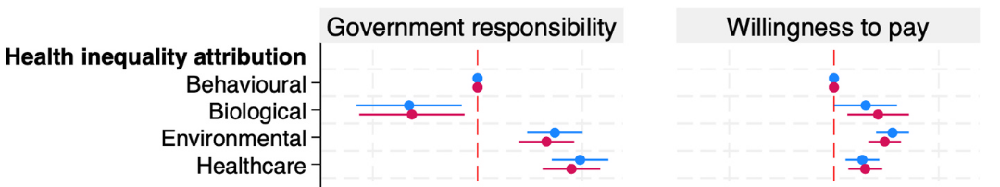 Government responsibility
Willingness to pay
Health inequality attribution
Behavioural
Biological
Environmental
Healthcare